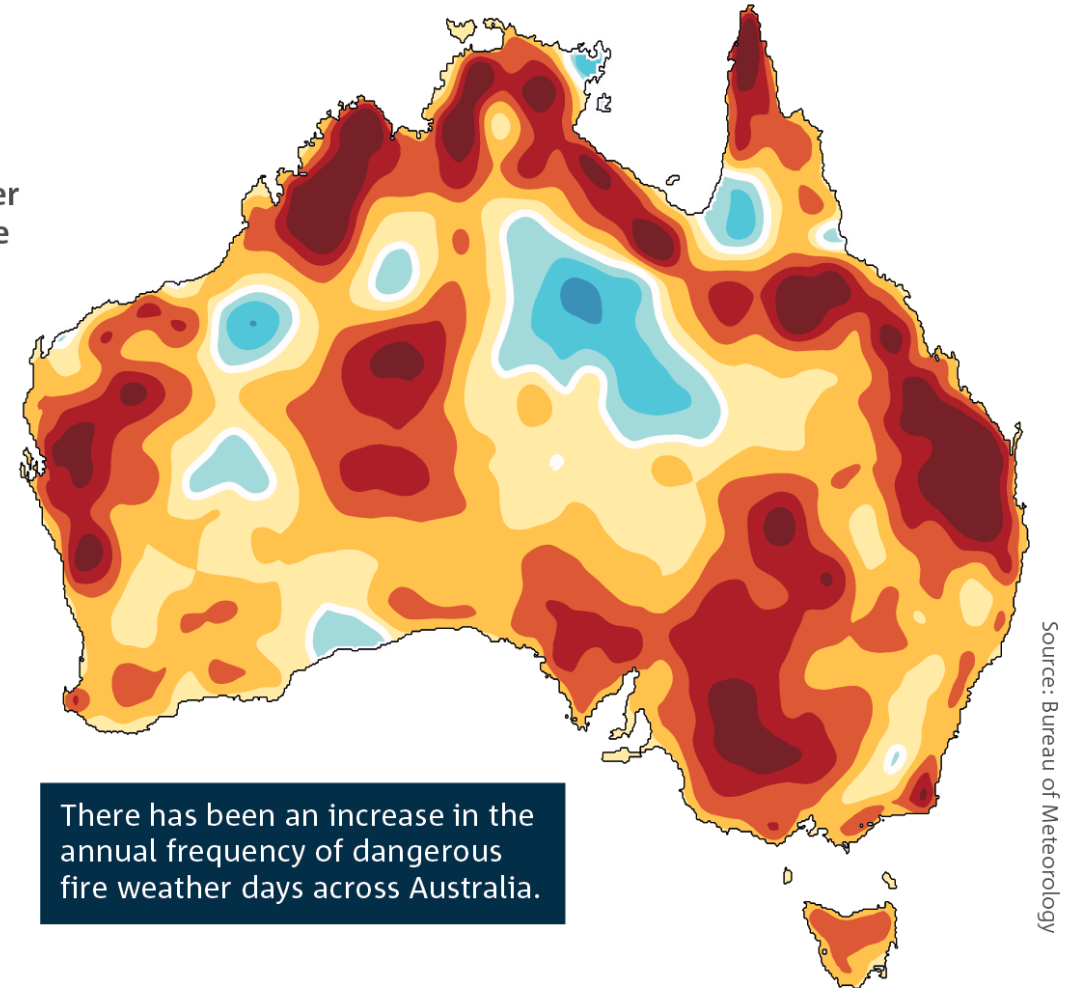 There has been an increase in the
annual frequency of dangerous
fire weather days across Australia.
Source: Bureau of Meteorology